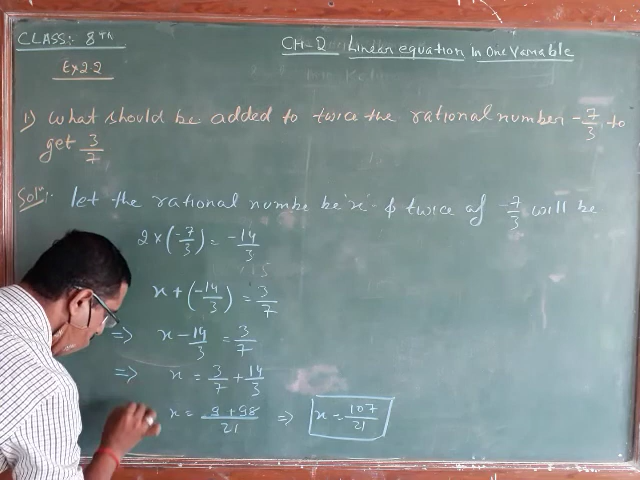 CLASS:- 8TH
CH-2 Linear equation in One Variable
Ex 2.2
1) What should be added to twice the rational number -7/3, to
get 3/7
Solⁿ:- let the rational numbe be 'x' & twice of -7/3 will be
2×(-7/3) = -14/3
x+(-14/3) = 3/7
⇒ x - 14/3 = 3/7
⇒ x = 3/7 + 14/3
x = 9+98/21 ⇒ x = 107/21